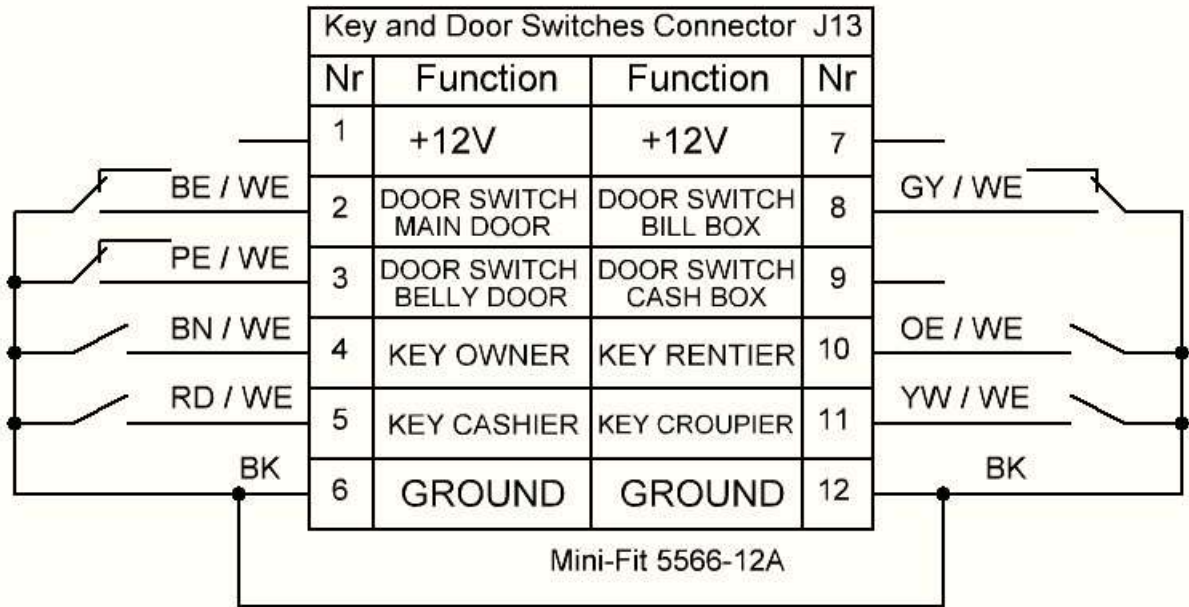 Key and Door Switches Connector J13
Nr Function Function Nr
1 +12V +12V 7
BE / WE 2 DOOR SWITCH MAIN DOOR DOOR SWITCH BILL BOX 8 GY / WE
PE / WE 3 DOOR SWITCH BELLY DOOR DOOR SWITCH CASH BOX 9
BN / WE 4 KEY OWNER KEY RENTIER 10 OE / WE
RD / WE 5 KEY CASHIER KEY CROUPIER 11 YW / WE
BK 6 GROUND GROUND 12 BK
Mini-Fit 5566-12A